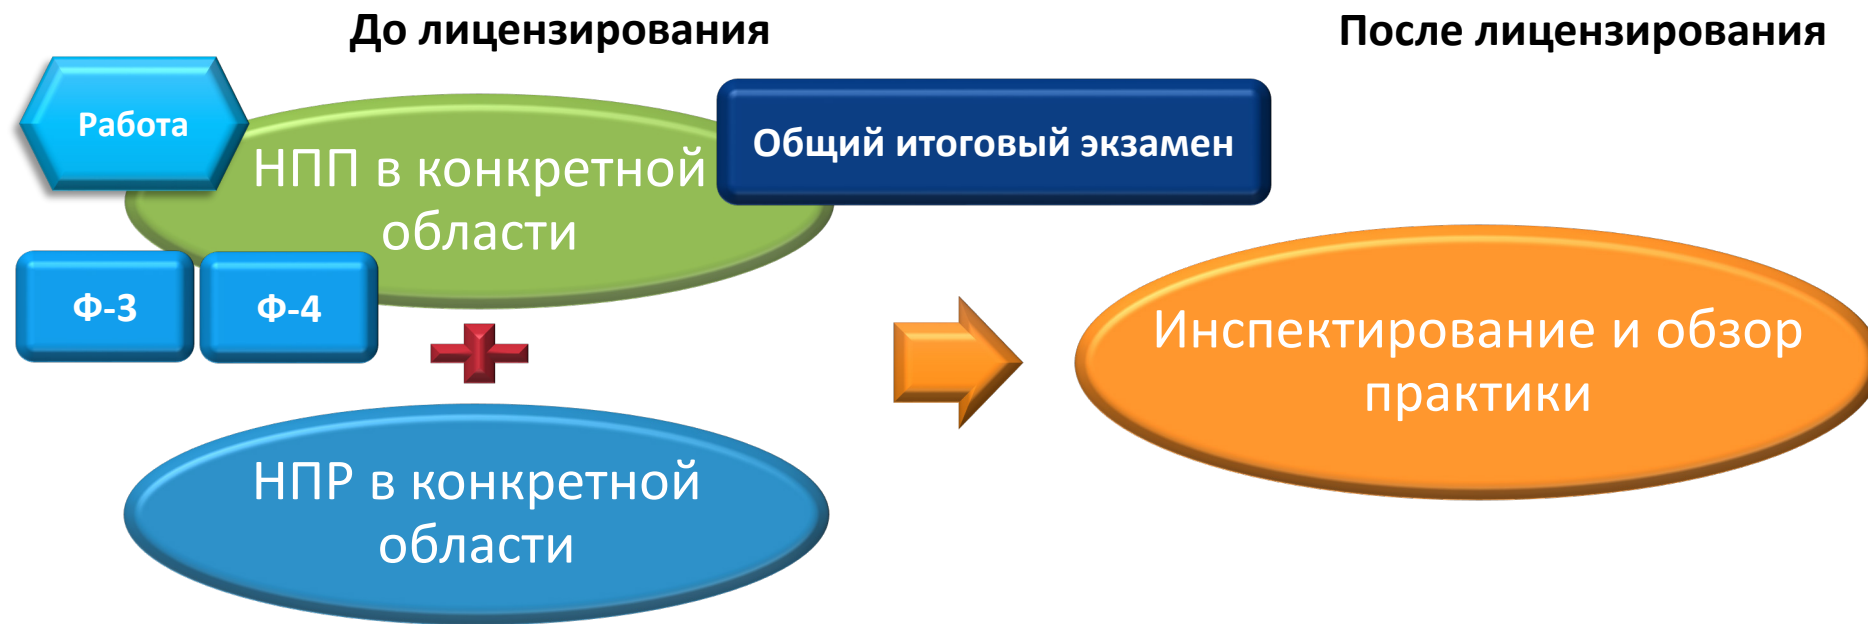 До лицензирования
После лицензирования
Работа
Общий итоговый экзамен
НПП в конкретной
области
Ф-3
Ф-4
Инспектирование и обзор
практики
НПР в конкретной
области